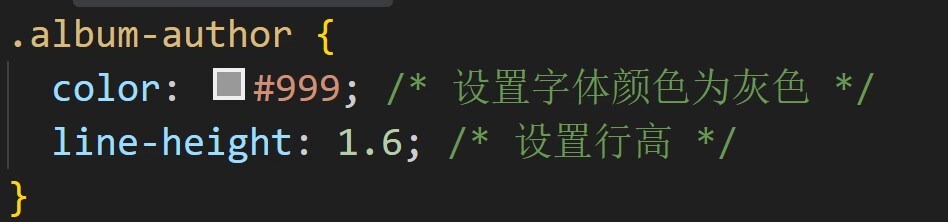 .album-author {
color: #999; /* 设置字体颜色为灰色 */
line-height: 1.6; /* 设置行高 */
}